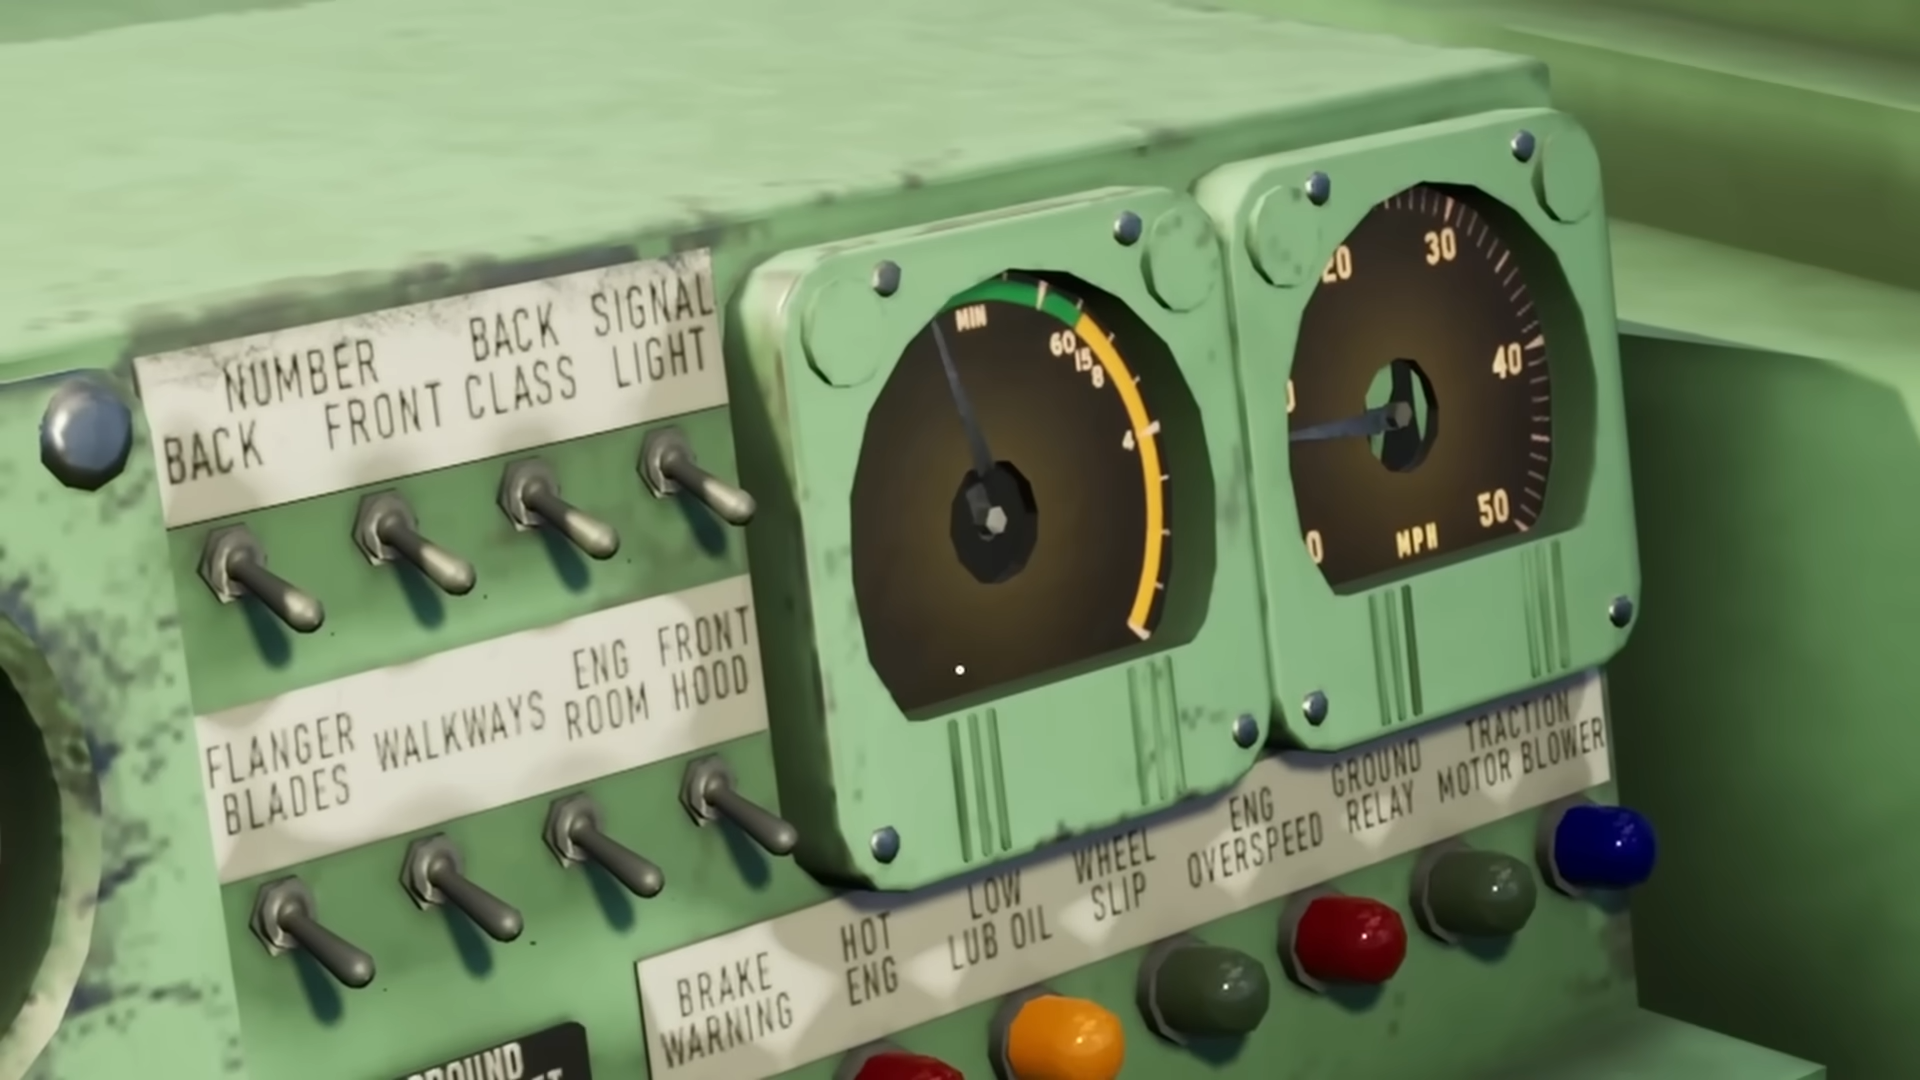 NUMBER
BACK FRONT
BACK
CLASS
SIGNAL
LIGHT
FLANGER
BLADES
WALKWAYS
ENG
ROOM
FRONT
HOOD
MIN
60
15
8
4
20
30
40
50
0
MPH
BRAKE
WARNING
HOT
ENG
LOW
LUB OIL
WHEEL
SLIP
ENG
OVERSPEED
GROUND
RELAY
TRACTION
MOTOR BLOWER